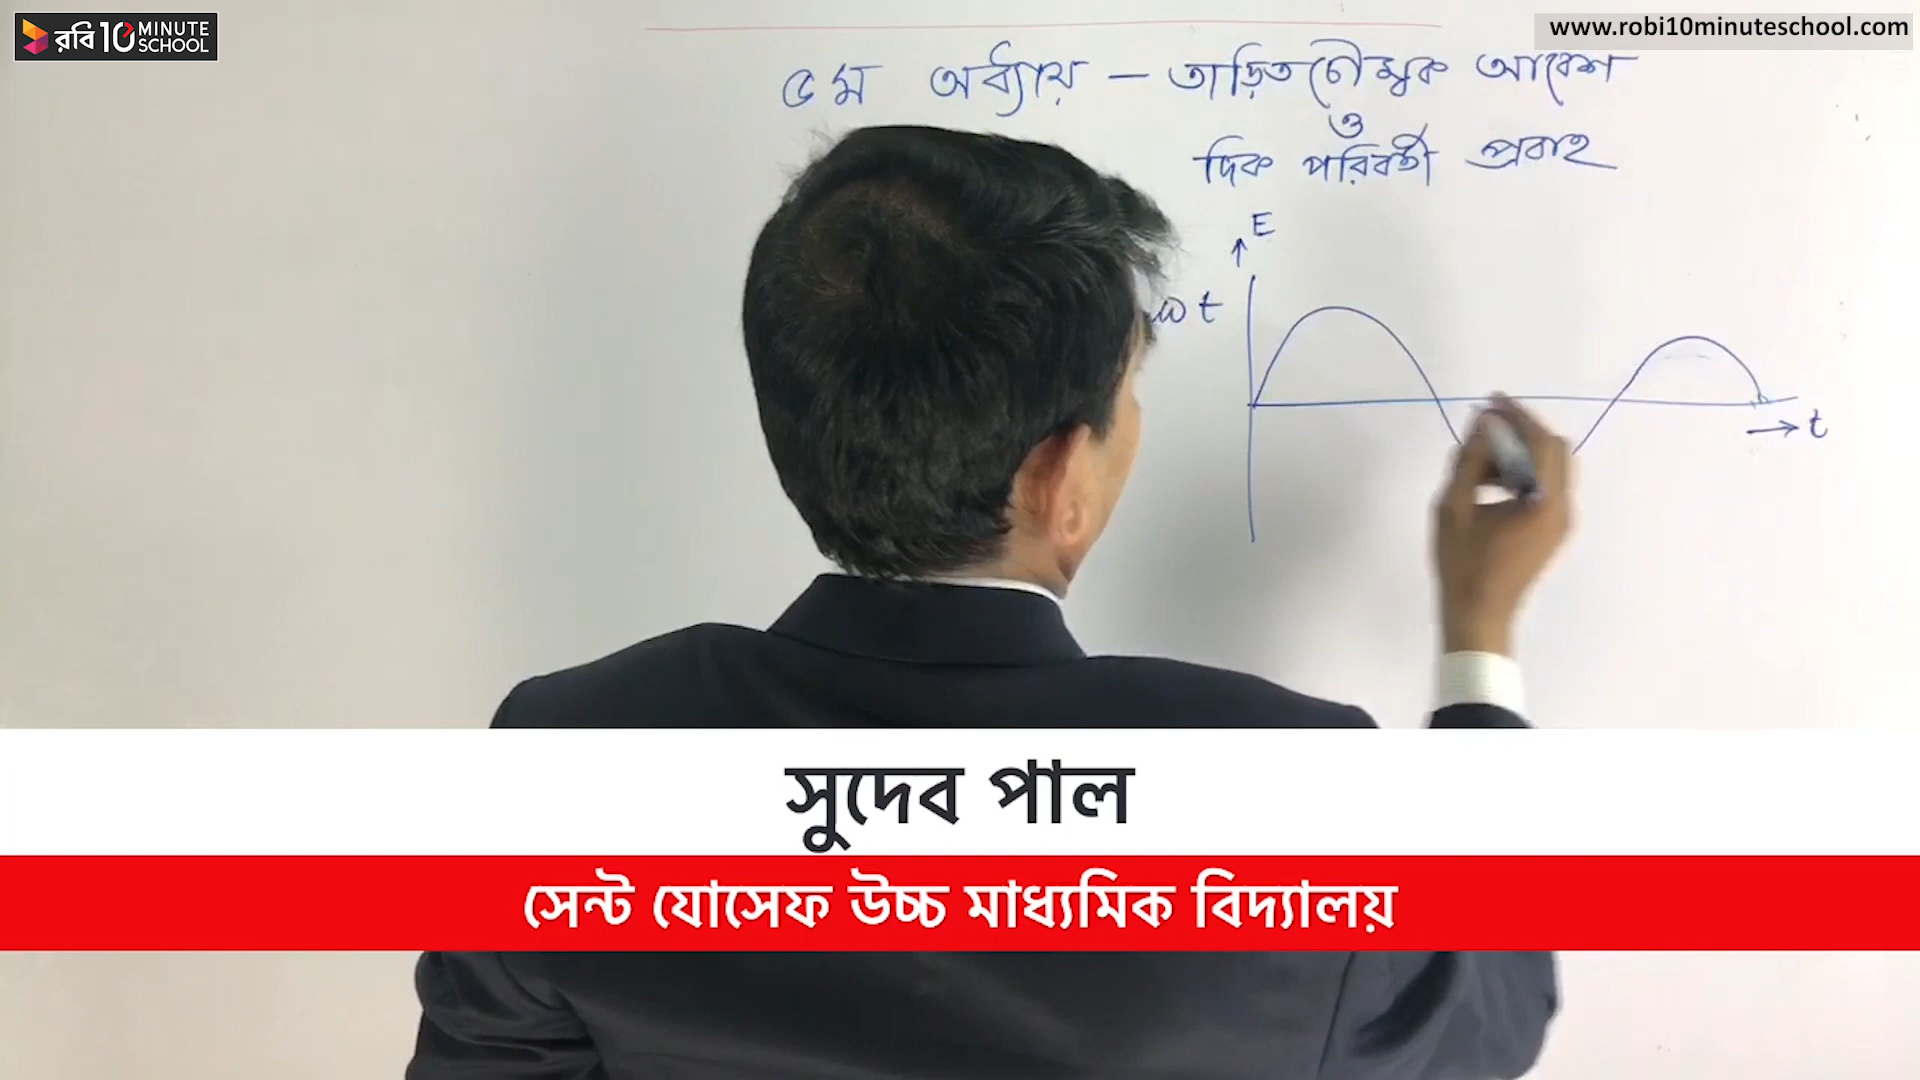 রবি 10 MINUTE SCHOOL
www.robi10minuteschool.com
৫ম অধ্যায় – তাড়িতচৌম্বক আবেশ
ও
দিক পরিবর্তী প্রবাহ
E
ωt
t
সুদেব পাল
সেন্ট যোসেফ উচ্চ মাধ্যমিক বিদ্যালয়